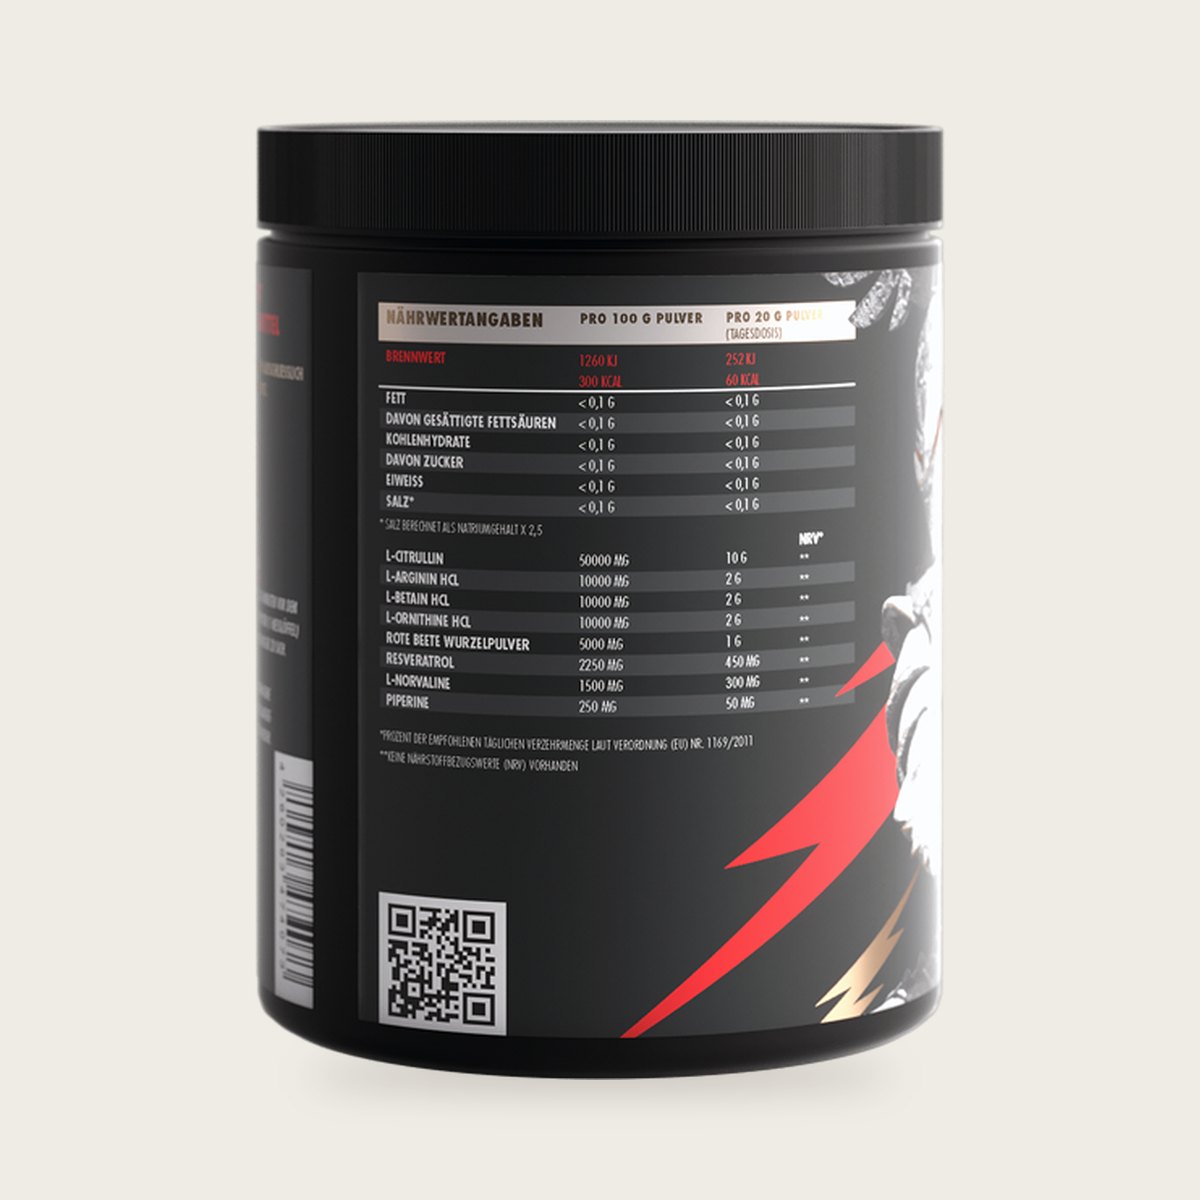 NÄHRWERTANGABEN PRO 100 G PULVER PRO 20 G PULVER
(TAGESDOSIS)
BRENNWERT 1260 KJ 252 KJ
300 KCAL 60 KCAL
FETT < 0,1 G < 0,1 G
DAVON GESÄTTIGTE FETTSÄUREN < 0,1 G < 0,1 G
KOHLENHYDRATE < 0,1 G < 0,1 G
DAVON ZUCKER < 0,1 G < 0,1 G
EIWEISS < 0,1 G < 0,1 G
SALZ* < 0,1 G < 0,1 G
* SALZ BERECHNET ALS NATRIUMGEHALT X 2,5
NRV*
L-CITRULLIN 50000 MG 10 G **
L-ARGININ HCL 10000 MG 2 G **
L-BETAIN HCL 10000 MG 2 G **
L-ORNITHINE HCL 10000 MG 2 G **
ROTE BEETE WURZELPULVER 5000 MG 1 G **
RESVERATROL 2250 MG 450 MG **
L-NORVALINE 1500 MG 300 MG **
PIPERINE 250 MG 50 MG **
*PROZENT DER EMPFOHLENEN TÄGLICHEN VERZEHRMENGE LAUT VERORDNUNG (EU) NR. 1169/2011
**KEINE NÄHRSTOFFBEZUGSWERTE (NRV) VORHANDEN